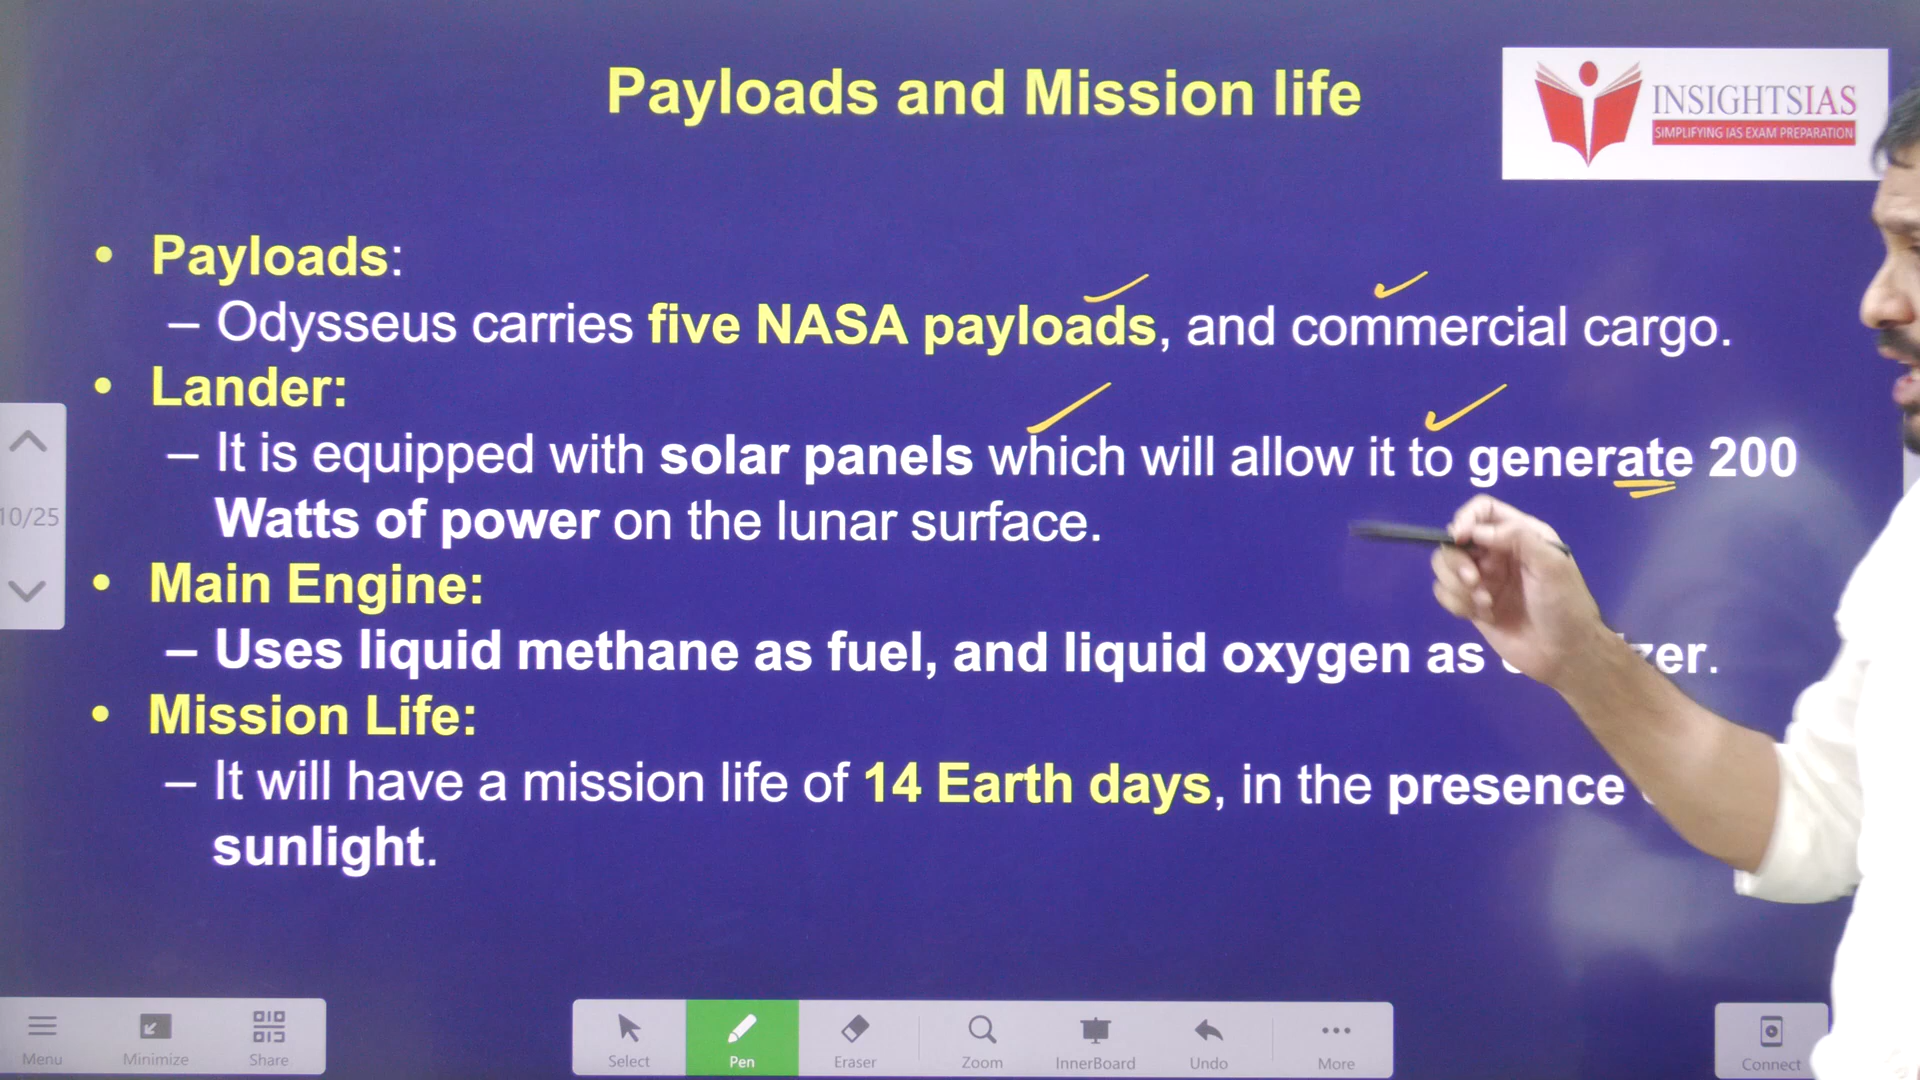 Payloads and Mission life
INSIGHTSIAS
SIMPLIFYING IAS EXAM PREPARATION
• Payloads:
– Odysseus carries five NASA payloads, and commercial cargo.
• Lander:
– It is equipped with solar panels which will allow it to generate 200
Watts of power on the lunar surface.
10/25
• Main Engine:
– Uses liquid methane as fuel, and liquid oxygen as zer.
• Mission Life:
– It will have a mission life of 14 Earth days, in the presence
sunlight.
Menu Minimize Share Select Pen Eraser Zoom InnerBoard Undo More Connect